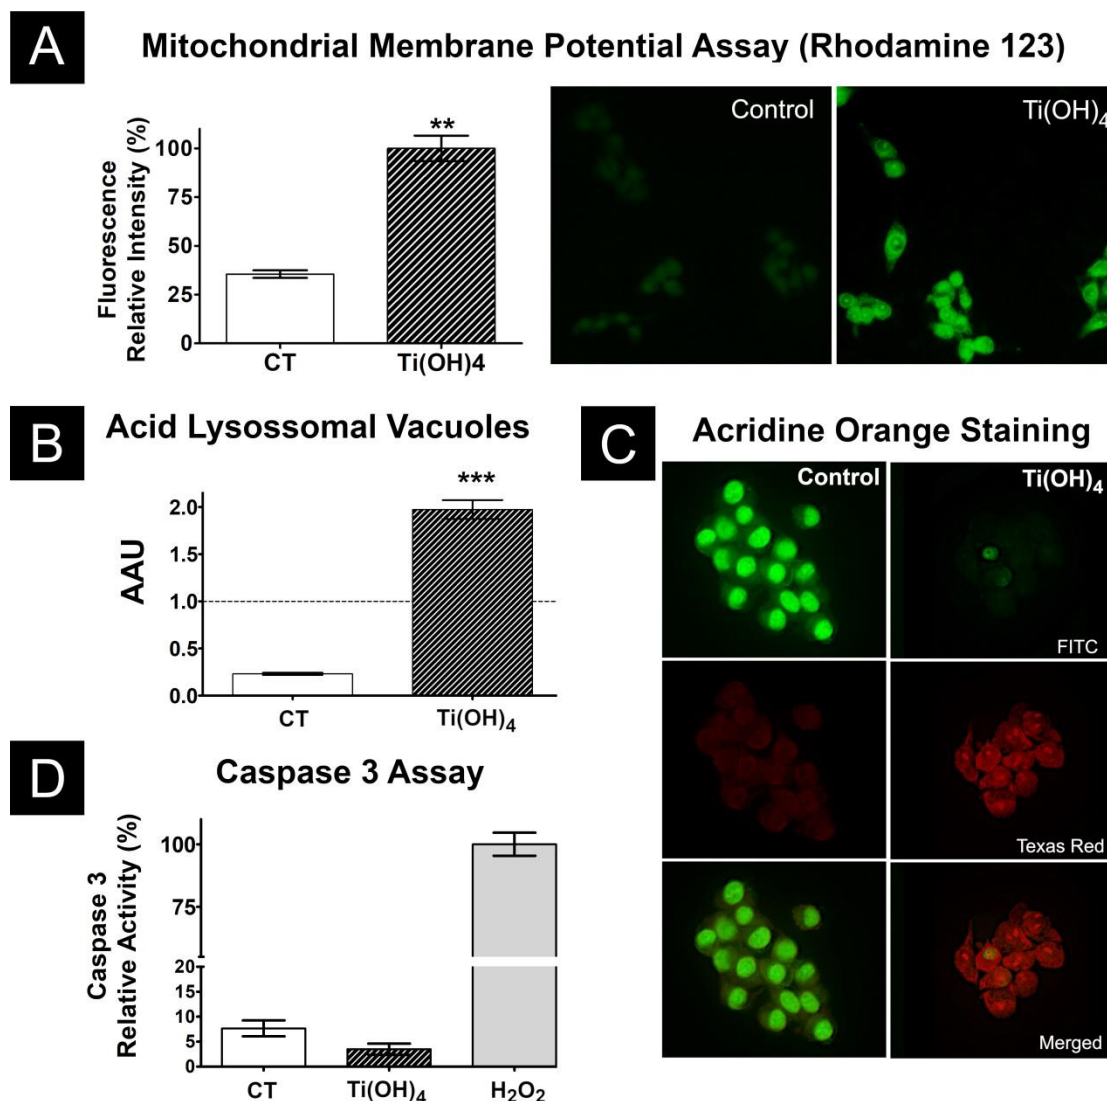 A
Mitochondrial Membrane Potential Assay (Rhodamine 123)
Fluorescence
Relative Intensity (%)
100
75
50
25
0
**
CT
Ti(OH)4
Control
Ti(OH)₄
B
Acid Lysossomal Vacuoles
AAU
2.0
1.5
1.0
0.5
0.0
***
CT
Ti(OH)₄
C
Acridine Orange Staining
Control
Ti(OH)₄
FITC
Texas Red
Merged
D
Caspase 3 Assay
Caspase 3
Relative Activity (%)
100
75
20
15
10
5
0
CT
Ti(OH)₄
H₂O₂